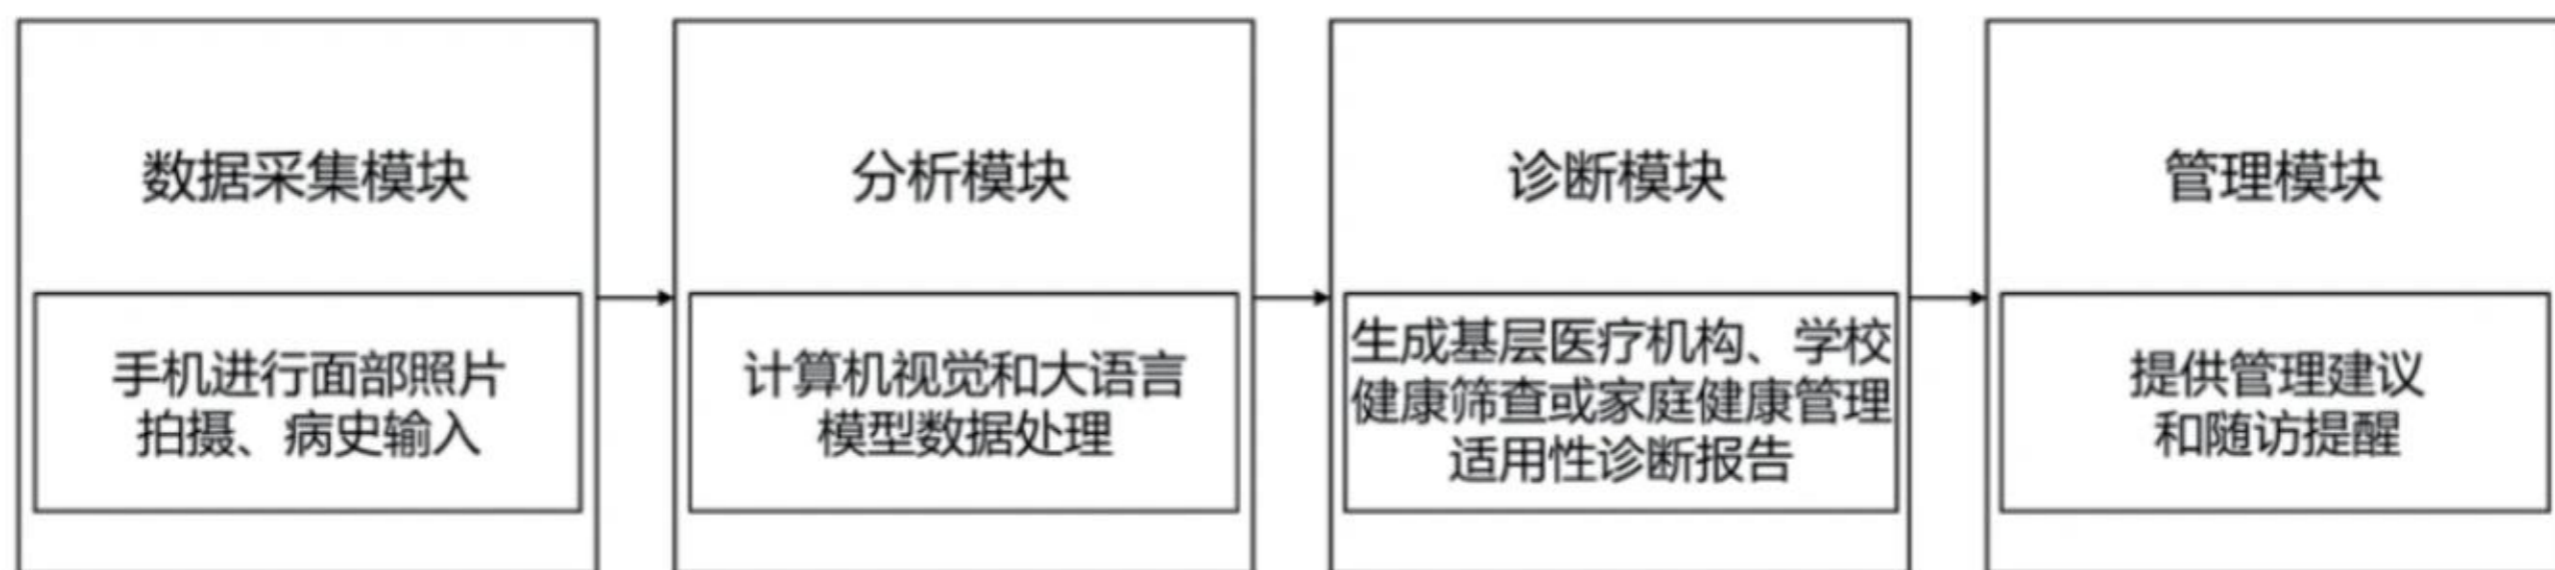 数据采集模块
手机进行面部照片
拍摄、病史输入
分析模块
计算机视觉和大语言
模型数据处理
诊断模块
生成基层医疗机构、学校
健康筛查或家庭健康管理
适用性诊断报告
管理模块
提供管理建议
和随访提醒